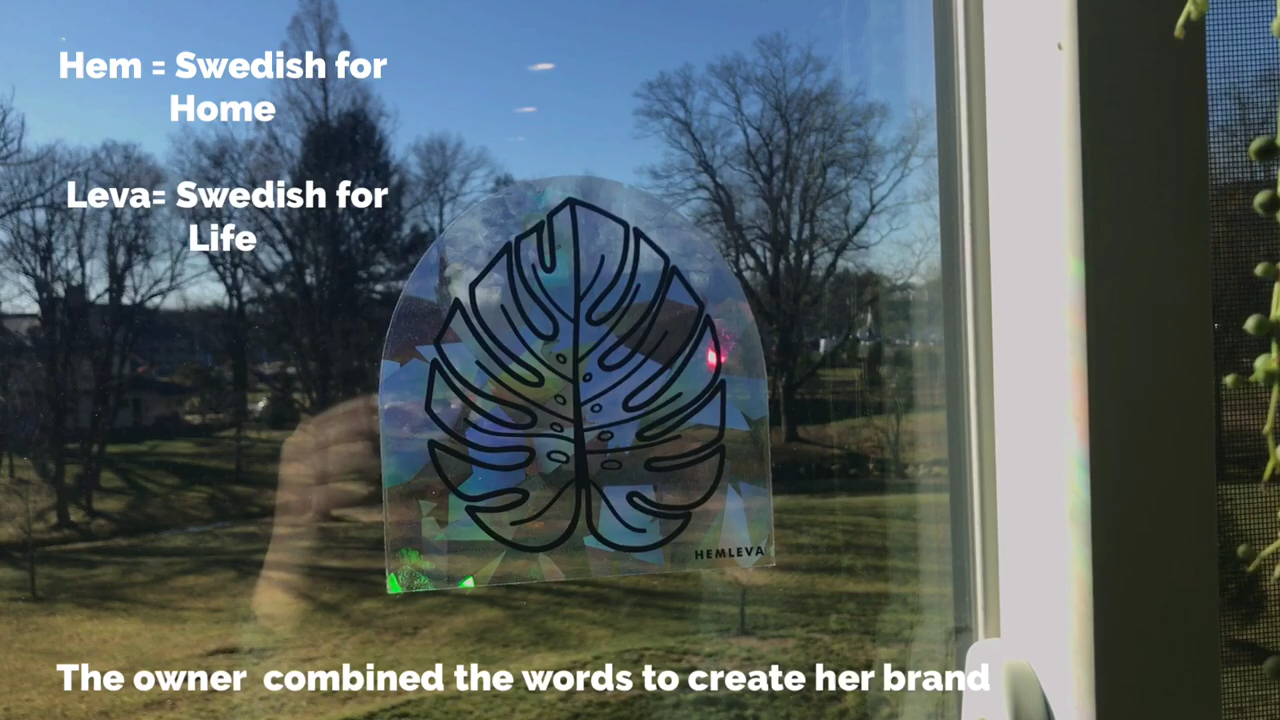 Hem = Swedish for
Home
Leva= Swedish for
Life
HEMLEVA
The owner  combined the words to create her brand